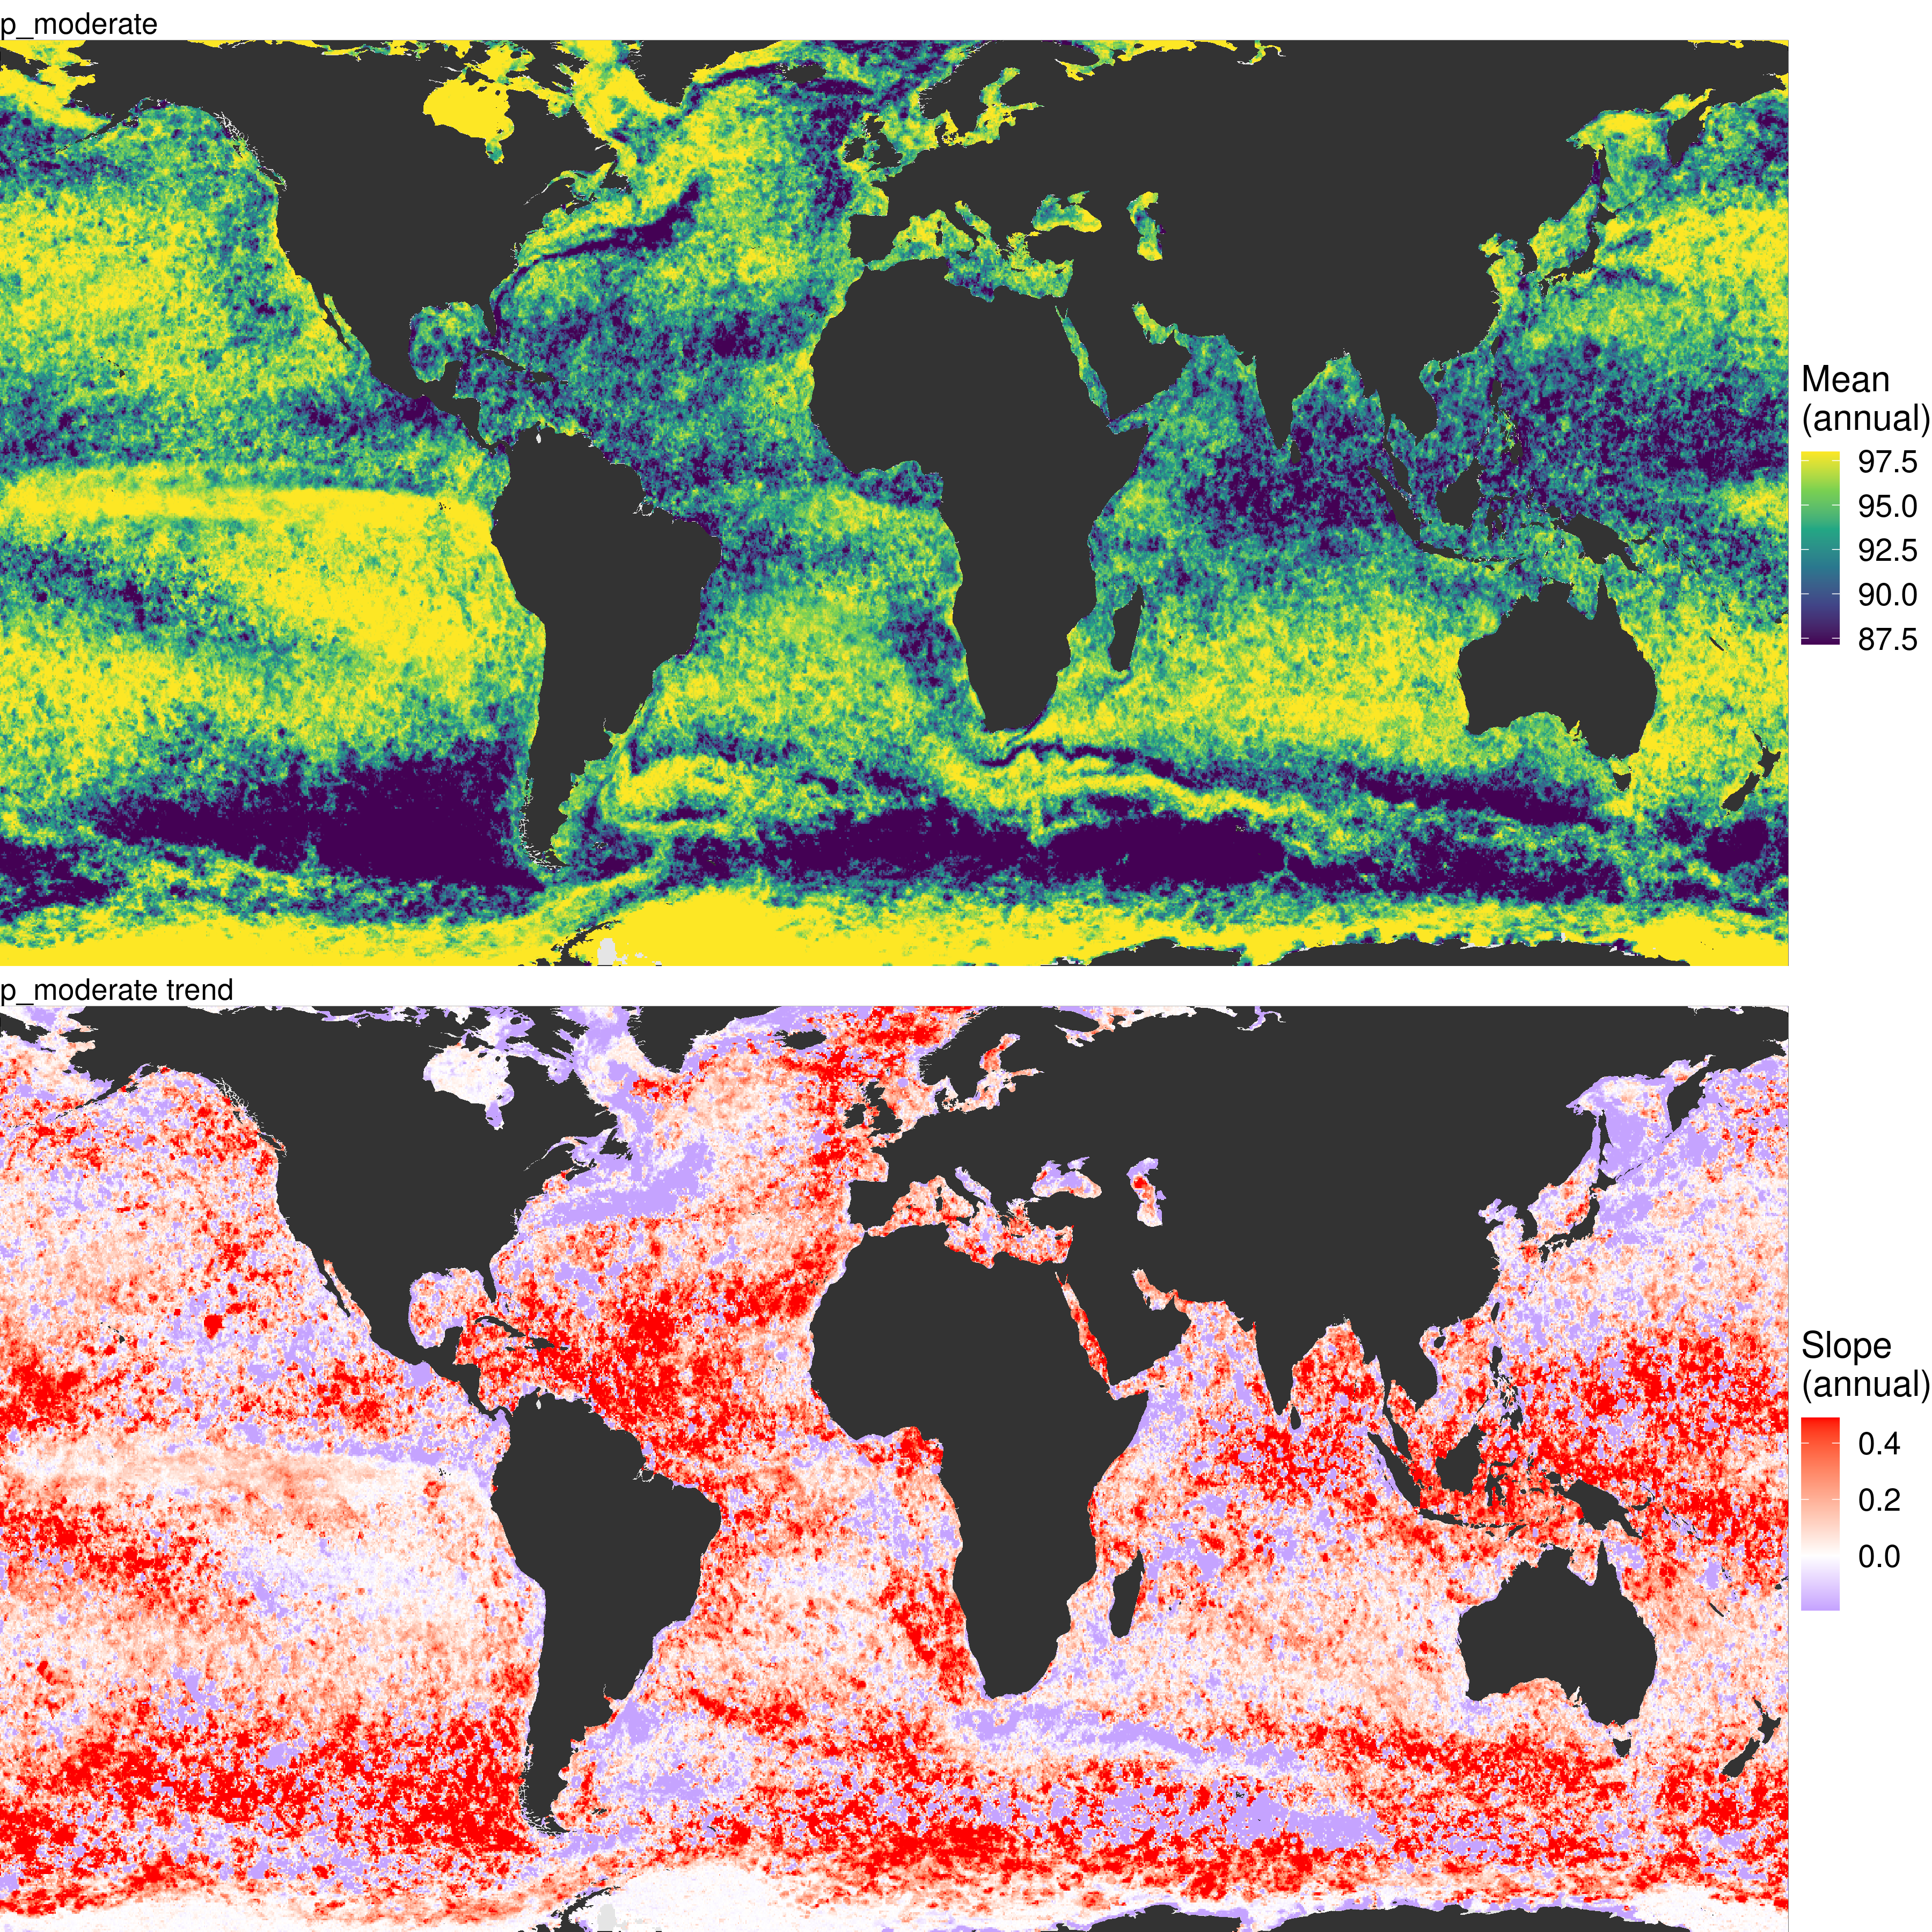 p_moderate
Mean
(annual)
97.5
95.0
92.5
90.0
87.5
p_moderate trend
Slope
(annual)
0.4
0.2
0.0